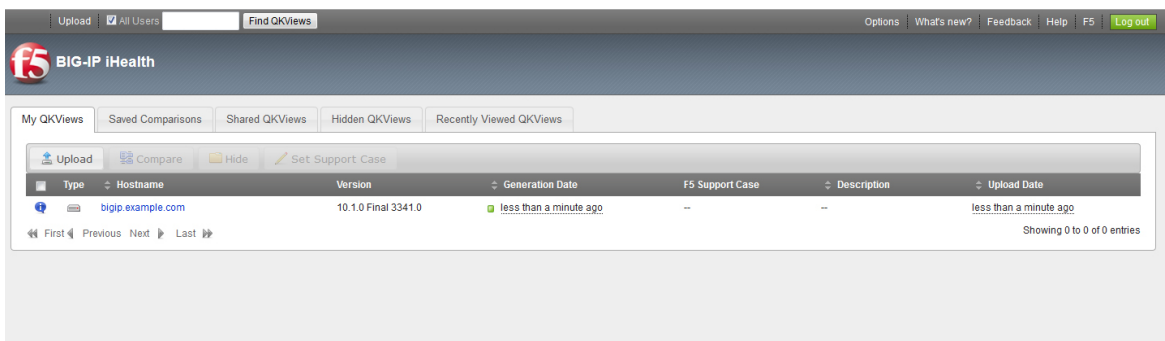 Upload All Users Find QKViews Options What's new? Feedback Help F5 Log out
f5 BIG-IP iHealth
My QKViews Saved Comparisons Shared QKViews Hidden QKViews Recently Viewed QKViews
Upload Compare Hide Set Support Case
Type Hostname Version Generation Date F5 Support Case Description Upload Date
bigip.example.com 10.1.0 Final 3341.0 less than a minute ago -- -- less than a minute ago
First Previous Next Last Showing 0 to 0 of 0 entries